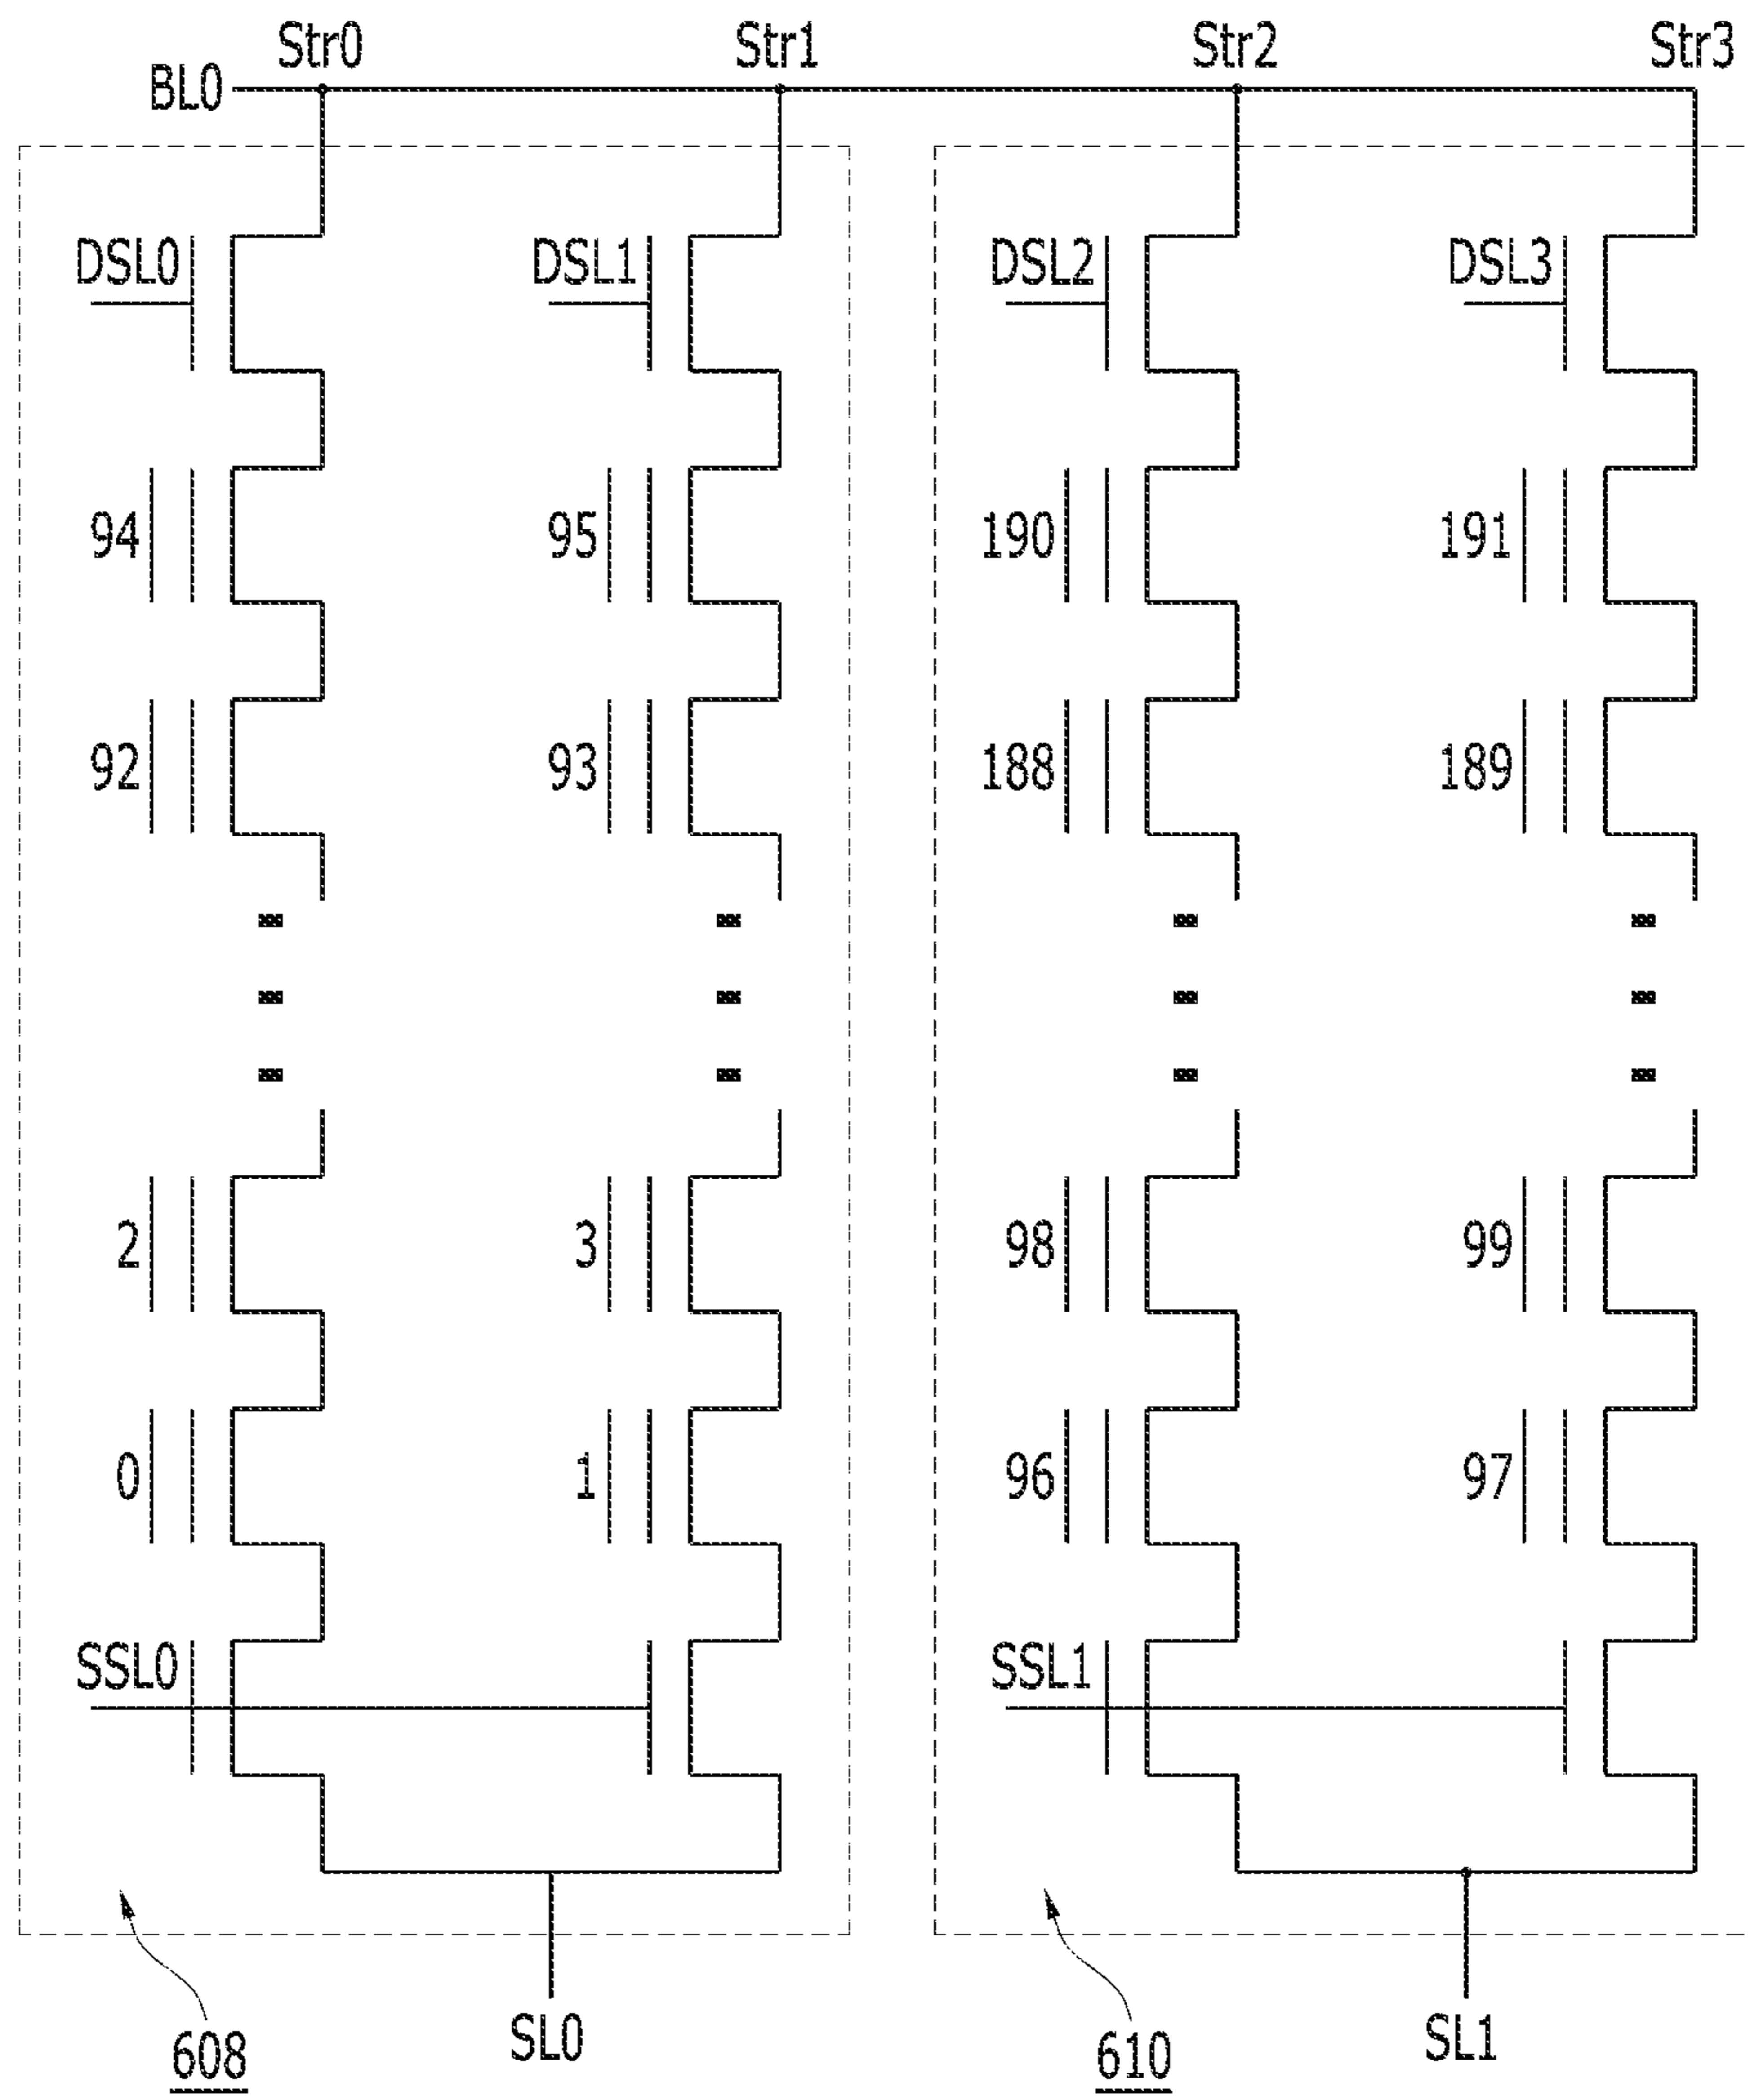 Str0 Str1 Str2 Str3
BL0
DSL0 DSL1 DSL2 DSL3
94 95 190 191
92 93 188 189
2 3 98 99
0 1 96 97
SSL0 SSL1
608 SL0 610 SL1